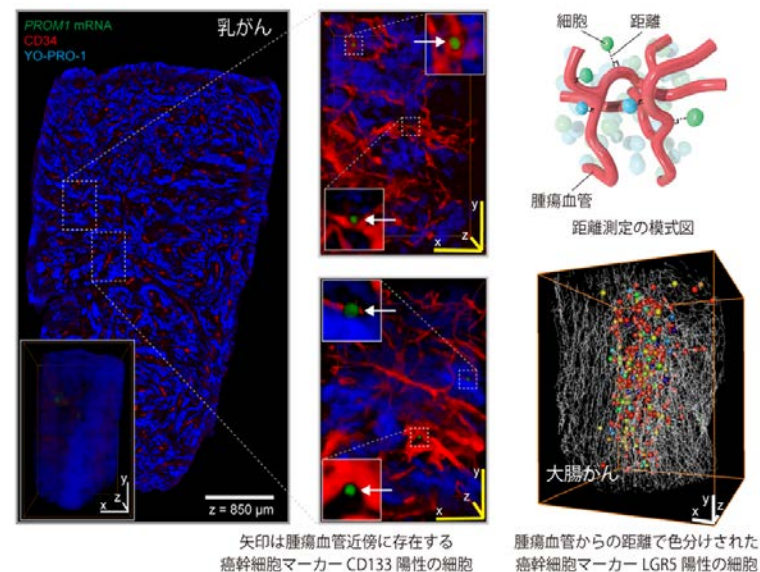 PROM1 mRNA
CD34
YO-PRO-1
乳がん
z = 850 μm
x
z
y
y
x
z
y
x
z
矢印は腫瘍血管近傍に存在する
癌幹細胞マーカー CD133 陽性の細胞
細胞
距離
腫瘍血管
距離測定の模式図
大腸がん
y
x
z
腫瘍血管からの距離で色分けされた
癌幹細胞マーカー LGR5 陽性の細胞